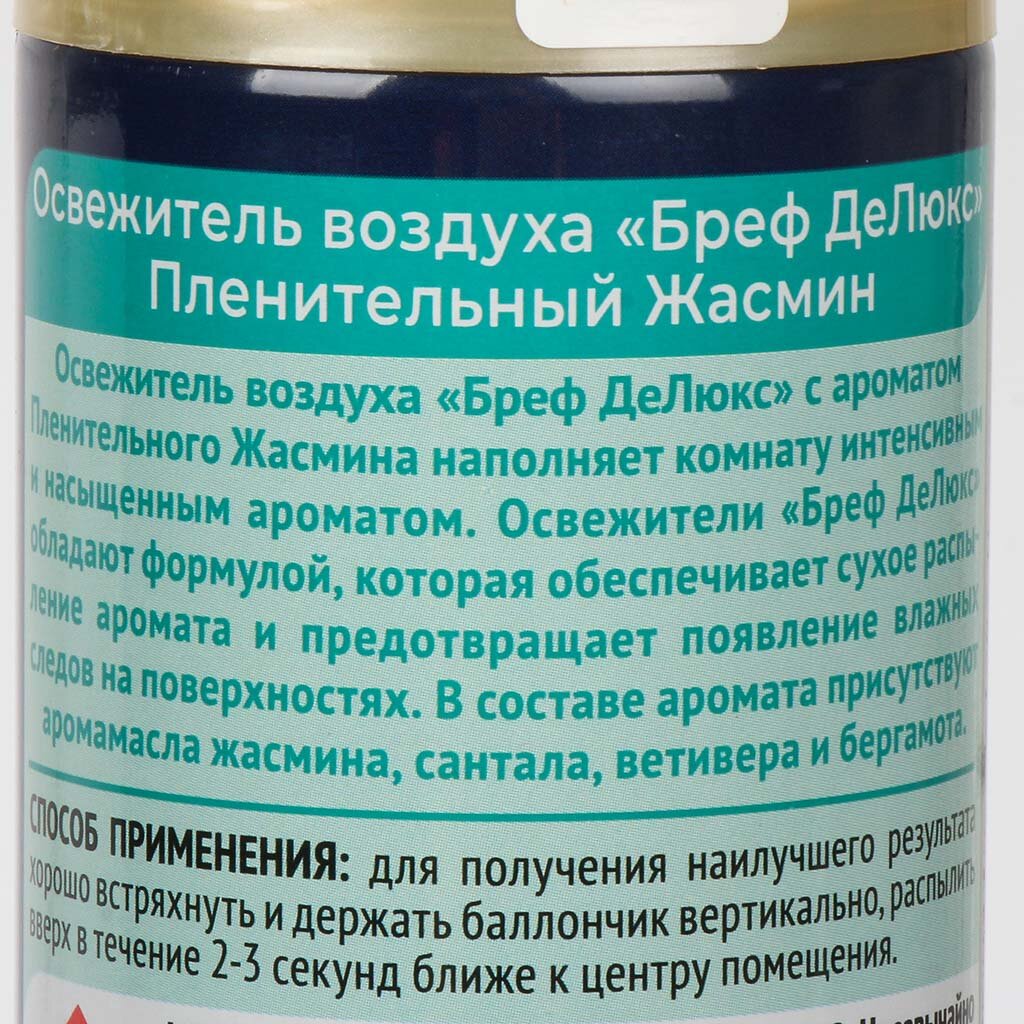 Освежитель воздуха «Бреф ДеЛюкс»
Пленительный Жасмин
Освежитель воздуха «Бреф ДеЛюкс» с ароматом
Пленительного Жасмина наполняет комнату интенсивным
и насыщенным ароматом. Освежители «Бреф ДеЛюкс»
обладают формулой, которая обеспечивает сухое распы-
ление аромата и предотвращает появление влажных
следов на поверхностях. В составе аромата присутствуют
аромамасла жасмина, сантала, ветивера и бергамота.
СПОСОБ ПРИМЕНЕНИЯ: для получения наилучшего результата
хорошо встряхнуть и держать баллончик вертикально, распылить
вверх в течение 2-3 секунд ближе к центру помещения.